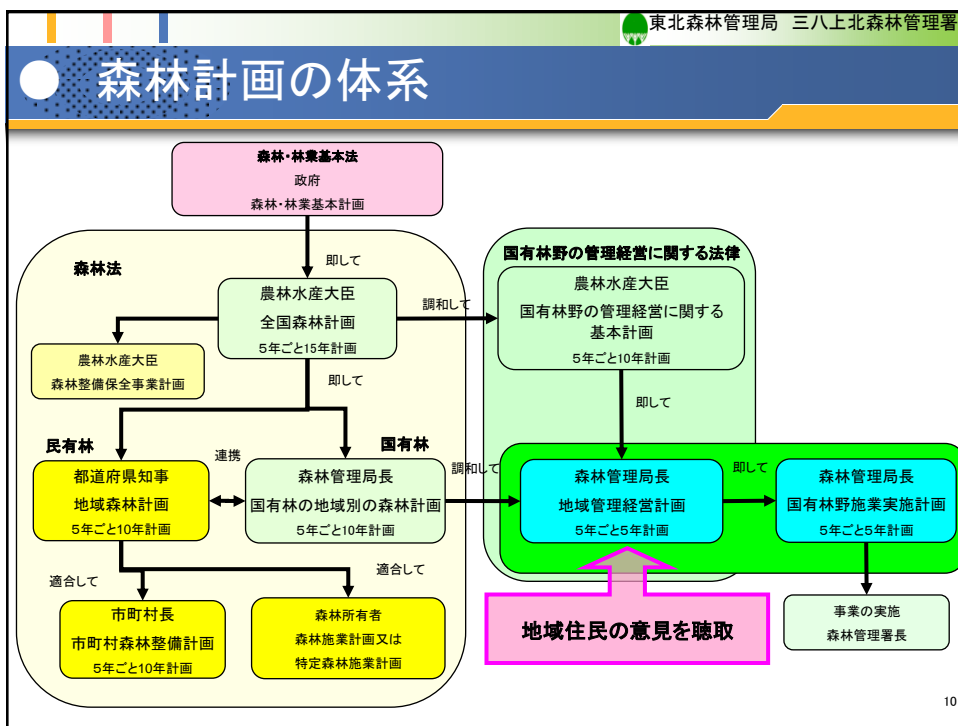 東北森林管理局 三八上北森林管理署
森林計画の体系
森林・林業基本法
政府
森林・林業基本計画
即して
森林法
農林水産大臣
全国森林計画
5年ごと15年計画
調和して
国有林野の管理経営に関する法律
農林水産大臣
国有林野の管理経営に関する
基本計画
5年ごと10年計画
農林水産大臣
森林整備保全事業計画
即して
即して
民有林
国有林
都道府県知事
地域森林計画
5年ごと10年計画
連携
森林管理局長
国有林の地域別の森林計画
5年ごと10年計画
調和して
森林管理局長
地域管理経営計画
5年ごと5年計画
即して
森林管理局長
国有林野施業実施計画
5年ごと5年計画
適合して
適合して
市町村長
市町村森林整備計画
5年ごと10年計画
森林所有者
森林施業計画又は
特定森林施業計画
地域住民の意見を聴取
事業の実施
森林管理署長
10